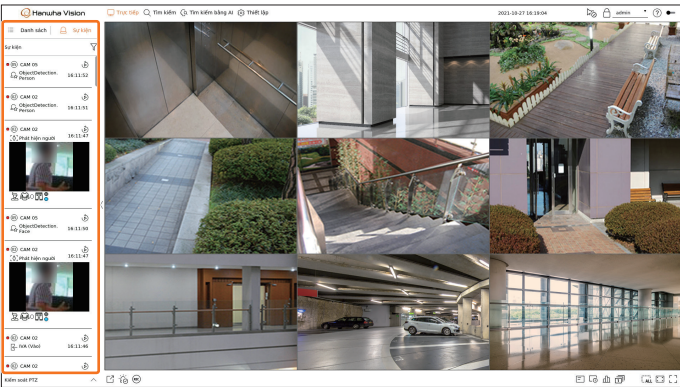 Hanwha Vision
Trực tiếp Tìm kiếm Tìm kiếm bằng AI Thiết lập
2021-10-27 16:19:04
admin
Danh sách Sự kiện
Sự kiện
CAM 05
ObjectDetection.
Person 16:11:52
CAM 02
ObjectDetection.
Person 16:11:51
CAM 02
Phát hiện người 16:11:47
CAM 05
ObjectDetection.
Face 16:11:50
CAM 02
Phát hiện người 16:11:47
CAM 02
IVA (Vào) 16:11:46
CAM 02
Kiểm soát PTZ
ALL